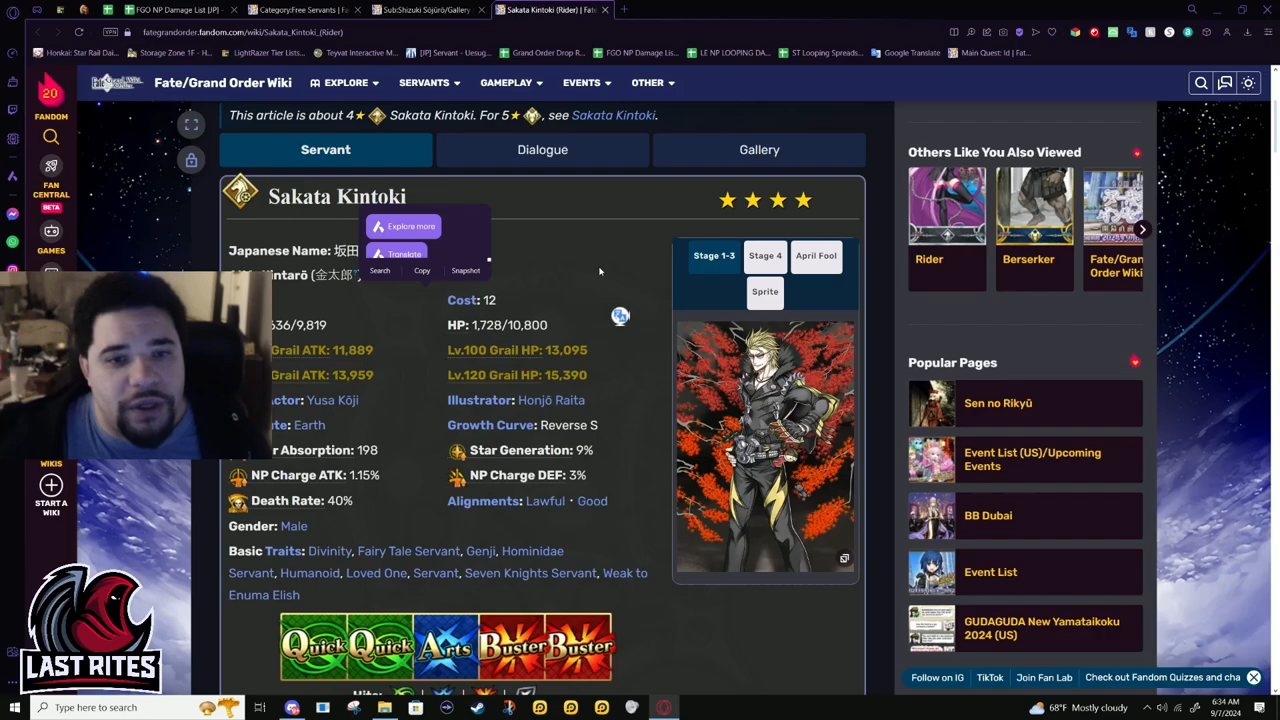 FGO NP Damage List [JP] -
Category:Free Servants | Fa
Sub:Shizuki Sōjūrō/Gallery
Sakata Kintoki (Rider) | Fate
VPN
fategrandorder.fandom.com/wiki/Sakata_Kintoki_(Rider)
Honkai: Star Rail Dai...
Storage Zone 1F - H...
LightRazer Tier Lists...
Teyvat Interactive M...
[JP] Servant - Uesug...
Grand Order Drop R...
FGO NP Damage Lis...
LE NP LOOPING DA...
ST Looping Spreads...
Google Translate
Main Quest Id | Fat...
20
FANDOM
Fate/Grand Order Wiki
EXPLORE
SERVANTS
GAMEPLAY
EVENTS
OTHER
FAN CENTRAL
BETA
GAMES
This article is about 4★ Sakata Kintoki. For 5★, see Sakata Kintoki.
Servant
Dialogue
Gallery
Sakata Kintoki
Explore more
Translate
Search
Copy
Snapshot
Japanese Name: 坂田
(金太郎)
Cost: 12
/9,819
HP: 1,728/10,800
Grail ATK: 11,889
Lv.100 Grail HP: 13,095
Grail ATK: 13,959
Lv.120 Grail HP: 15,390
Yusa Kōji
Illustrator: Honjō Raita
Earth
Growth Curve: Reverse S
Absorption: 198
Star Generation: 9%
NP Charge ATK: 1.15%
NP Charge DEF: 3%
Death Rate: 40%
Alignments: Lawful・Good
Gender: Male
Basic Traits: Divinity, Fairy Tale Servant, Genji, Hominidae
Servant, Humanoid, Loved One, Servant, Seven Knights Servant, Weak to
Enuma Elish
Quick Quick Arts Buster Buster
Hits:
Stage 1-3
Stage 4
April Fool
Sprite
WIKIS
START A WIKI
LAST RITES
Others Like You Also Viewed
Rider
Berserker
Fate/Gran
Order Wiki
Popular Pages
Sen no Rikyū
Event List (US)/Upcoming
Events
BB Dubai
Event List
GUDAGUDA New Yamataikoku
2024 (US)
Follow on IG
TikTok
Join Fan Lab
Check out Fandom Quizzes and cha
Type here to search
68°F Mostly cloudy
6:34 AM
9/7/2024